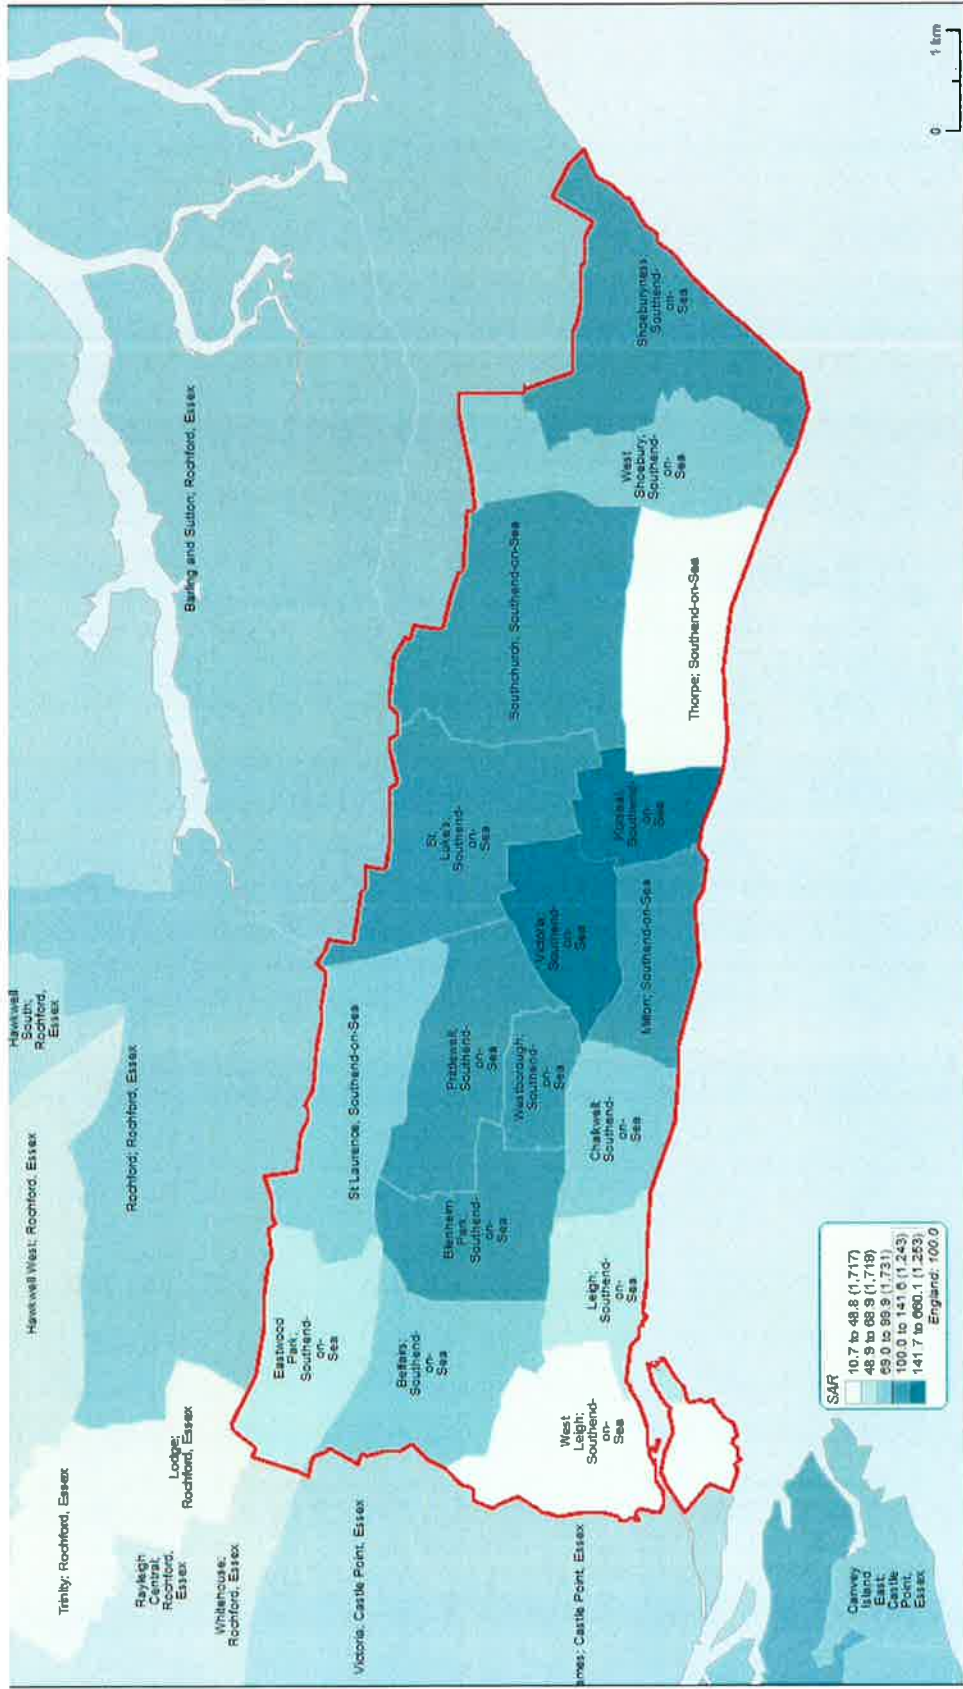 Hawkwell
South;
Rochford,
Essex
Hawkwell West; Rochford, Essex
Trinity; Rochford, Essex
Rochford; Rochford, Essex
Rayleigh
Central;
Rochford,
Essex
Lodge;
Rochford, Essex
Whitehouse;
Rochford, Essex
Barling and Sutton; Rochford, Essex
Victoria; Castle Point, Essex
ames; Castle Point, Essex
Canvey
Island
East;
Castle
Point,
Essex
Eastwood
Park;
Southend-
on-
Sea
St Laurence; Southend-on-Sea
Belfairs;
Southend-
on-
Sea
Blenheim
Park;
Southend-
on-
Sea
Prittlewell;
Southend-
on-
Sea
St.
Luke's;
Southend-
on-
Sea
Southchurch; Southend-on-Sea
Westborough;
Southend-
on-
Sea
Victoria;
Southend-
on-
Sea
West
Leigh;
Southend-
on-
Sea
Leigh;
Southend-
on-
Sea
Chalkwell;
Southend-
on-
Sea
Milton; Southend-on-Sea
Kursaal;
Southend-
on-
Sea
Thorpe; Southend-on-Sea
West
Shoebury;
Southend-
on-
Sea
Shoeburyness;
Southend-
on-
Sea
SAR
10.7 to 48.8 (1,717)
48.9 to 68.9 (1,719)
69.0 to 99.9 (1,731)
100.0 to 141.6 (1,243)
141.7 to 660.1 (1,253)
England: 100.0
0 1 km